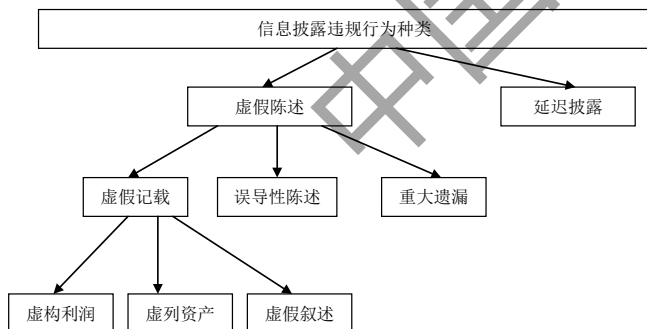 信息披露违规行为种类
虚假陈述
延迟披露
虚假记载
误导性陈述
重大遗漏
虚构利润
虚列资产
虚假叙述
中国